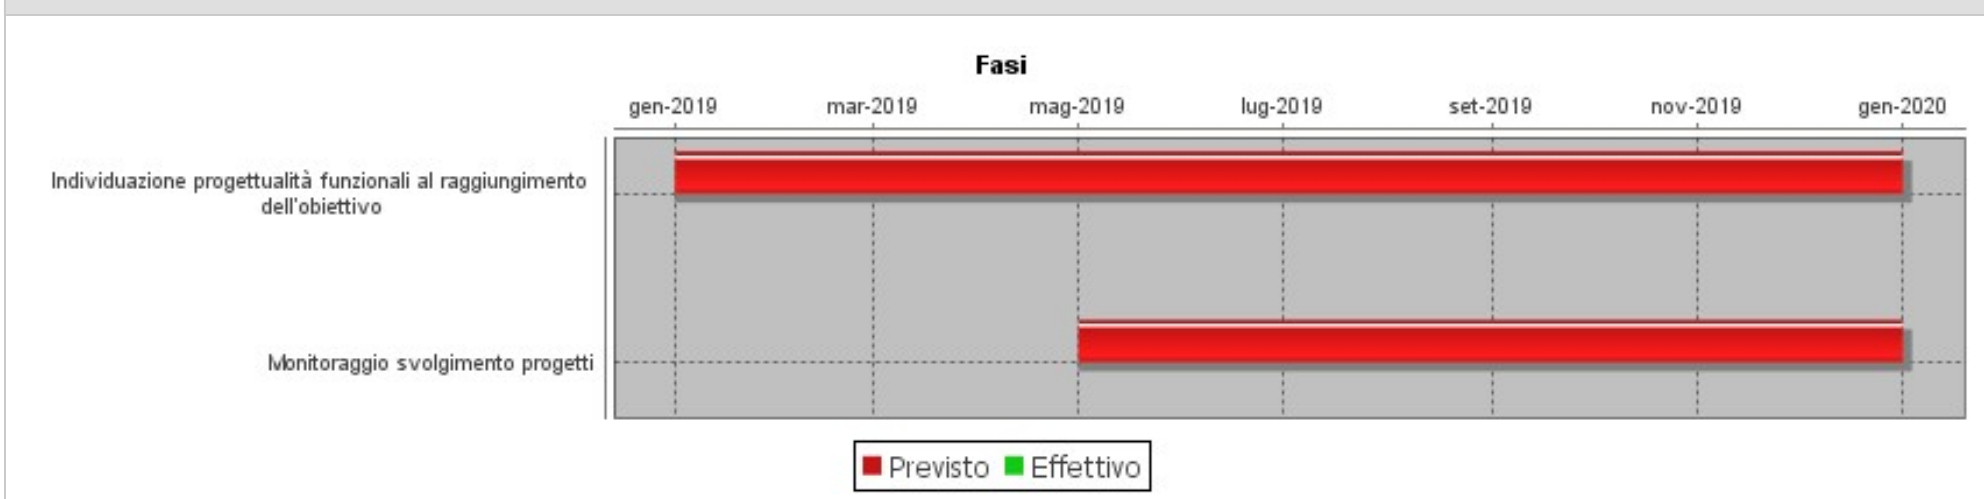 Fasi
gen-2019 mar-2019 mag-2019 lug-2019 set-2019 nov-2019 gen-2020
Individuazione progettualità funzionali al raggiungimento
dell'obiettivo
Monitoraggio svolgimento progetti
Previsto Effettivo